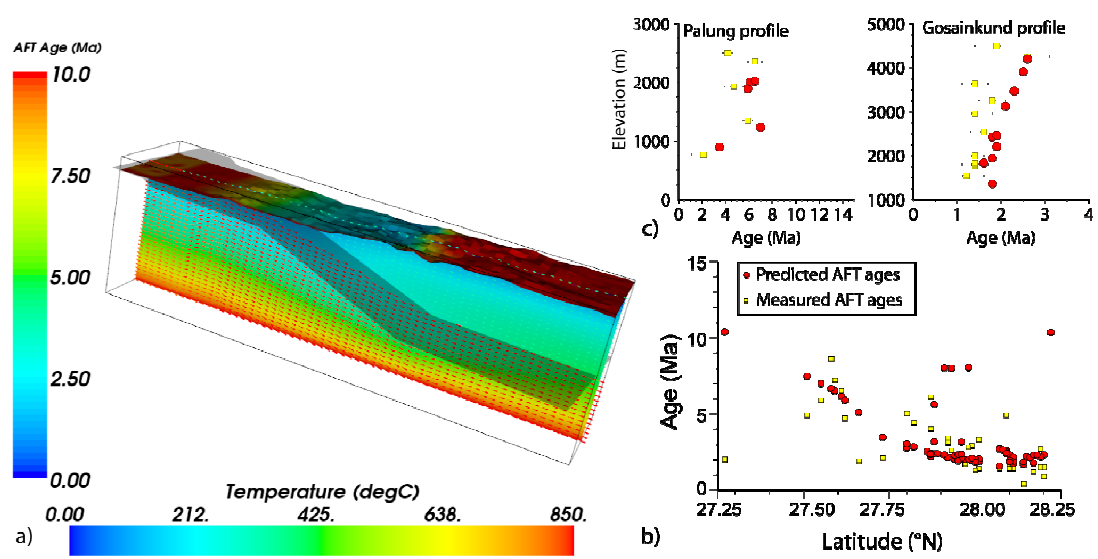 AFT Age (Ma)
10.0
7.50
5.00
2.50
0.00
Temperature (degC)
0.00 212. 425. 638. 850.
a)
Palung profile
Elevation (m)
3000
2000
1000
0
0 2 4 6 8 10 12 14
Age (Ma)
c)
Gosainkund profile
5000
4000
3000
2000
1000
0 1 2 3 4
Age (Ma)
Predicted AFT ages
Measured AFT ages
Age (Ma)
15
10
5
0
27.25 27.50 27.75 28.00 28.25
Latitude (°N)
b)